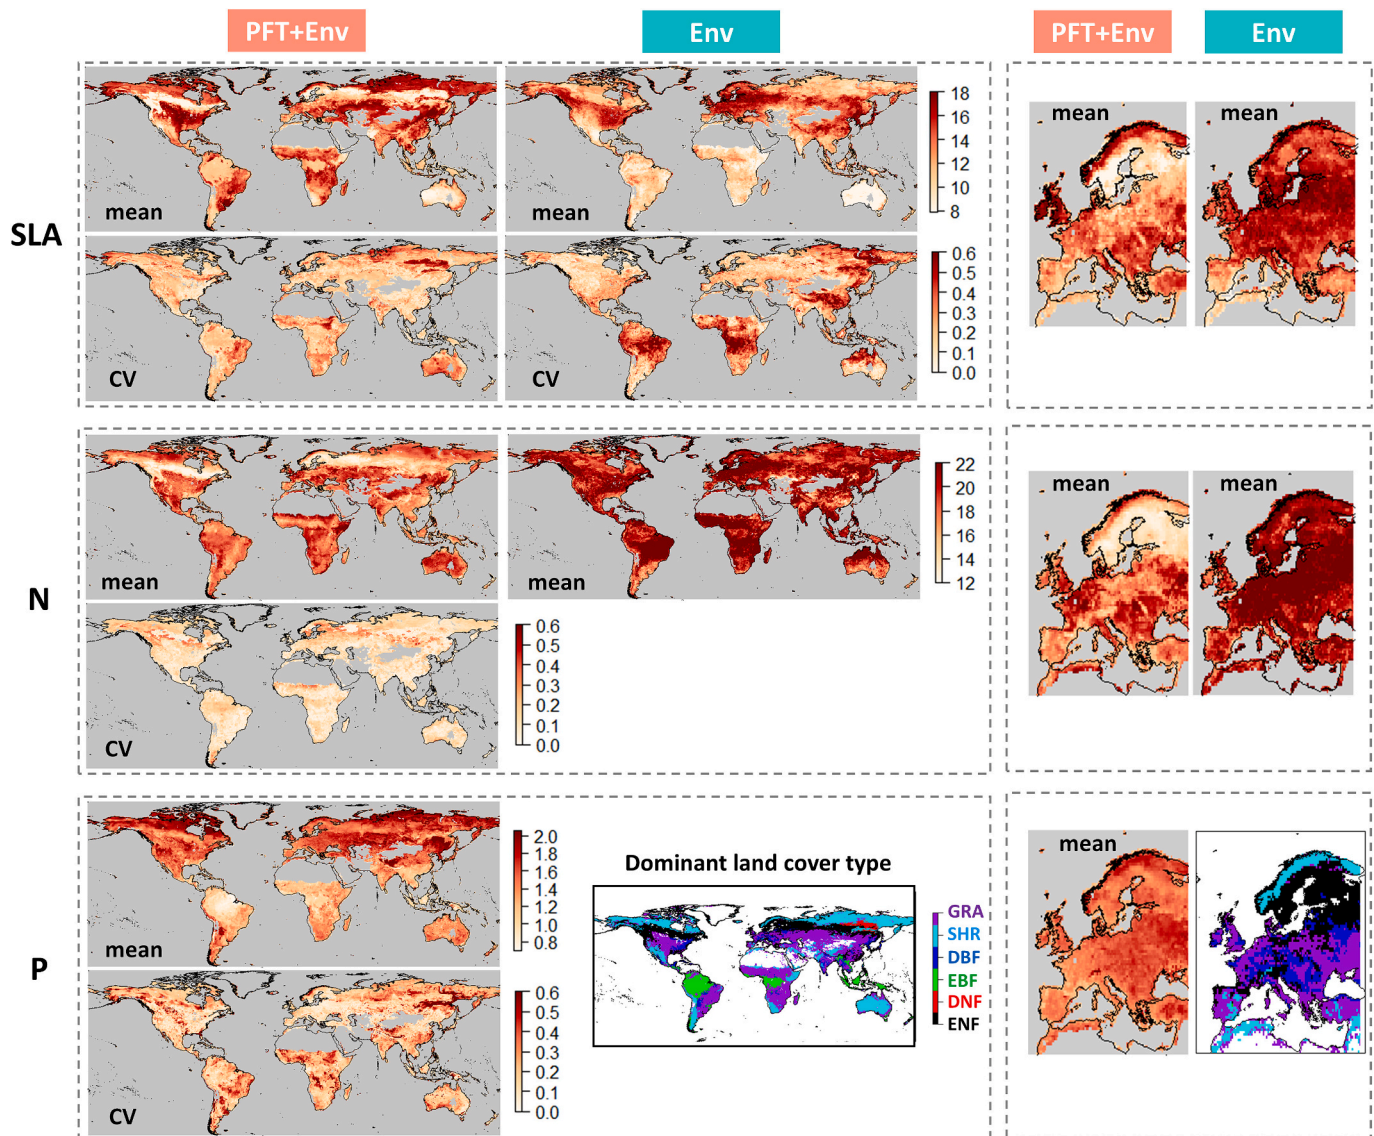 PFT+Env
Env
PFT+Env
Env
SLA
mean
mean
18
16
14
12
10
8
mean
mean
CV
CV
0.6
0.5
0.4
0.3
0.2
0.1
0.0
N
mean
mean
22
20
18
16
14
12
mean
mean
CV
0.6
0.5
0.4
0.3
0.2
0.1
0.0
P
mean
2.0
1.8
1.6
1.4
1.2
1.0
0.8
mean
Dominant land cover type
GRA
SHR
DBF
EBF
DNF
ENF
CV
0.6
0.5
0.4
0.3
0.2
0.1
0.0